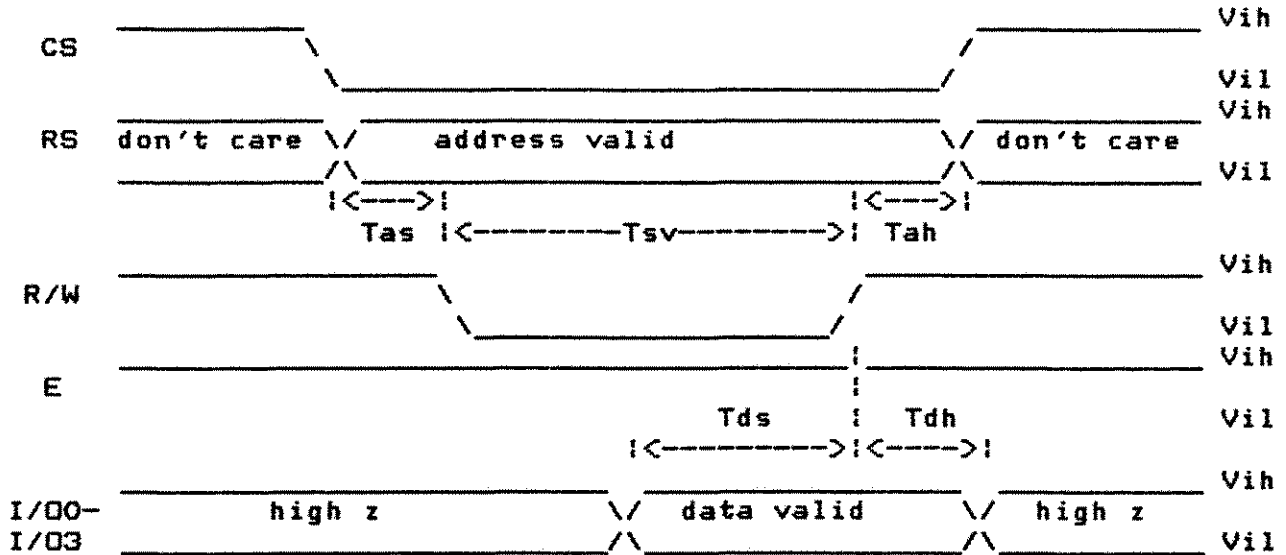 Vih
CS
Vil
Vih
RS don't care address valid don't care
Vil
Tas Tsv Tah
Vih
R/W
Vil
Vih
E
Tds Tdh Vil
Vih
I/O0- high z data valid high z
I/O3 Vil